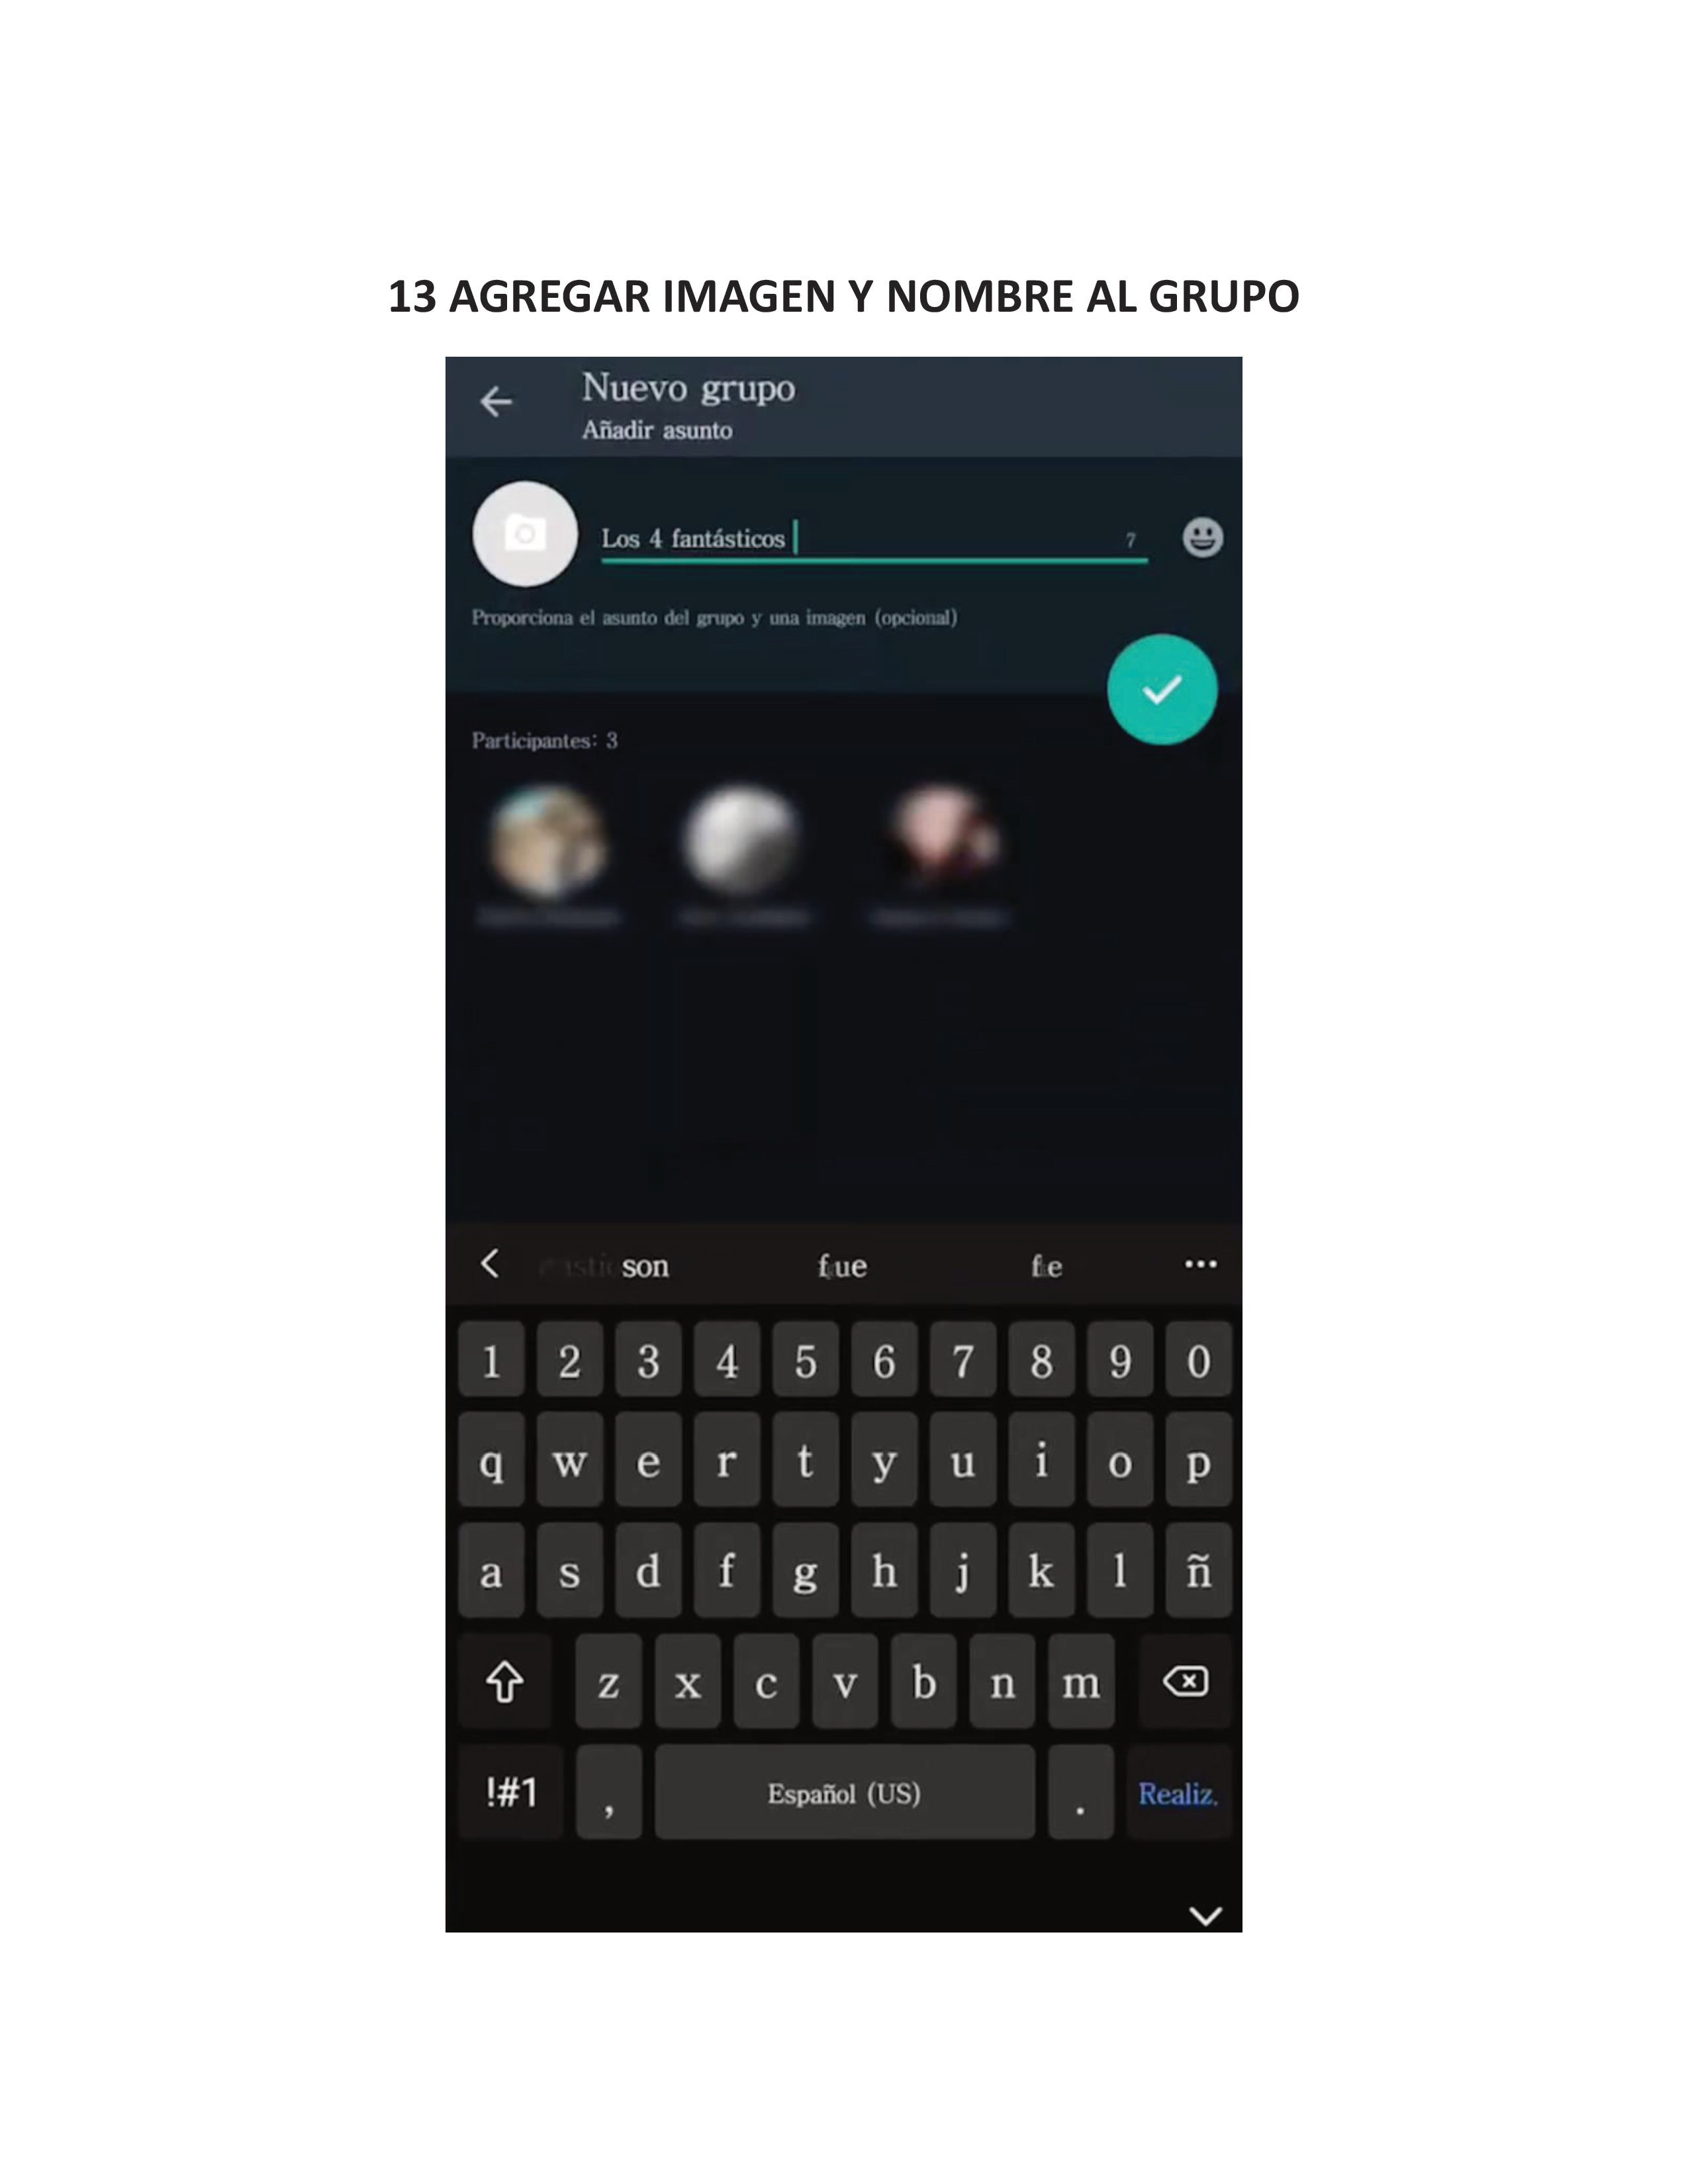 13 AGREGAR IMAGEN Y NOMBRE AL GRUPO
Nuevo grupo
Añadir asunto
Los 4 fantásticos
7
Proporciona el asunto del grupo y una imagen (opcional)
Participantes: 3
son fue fe
1 2 3 4 5 6 7 8 9 0
q w e r t y u i o p
a s d f g h j k l ñ
z x c v b n m
!#1 , Español (US) . Realiz.